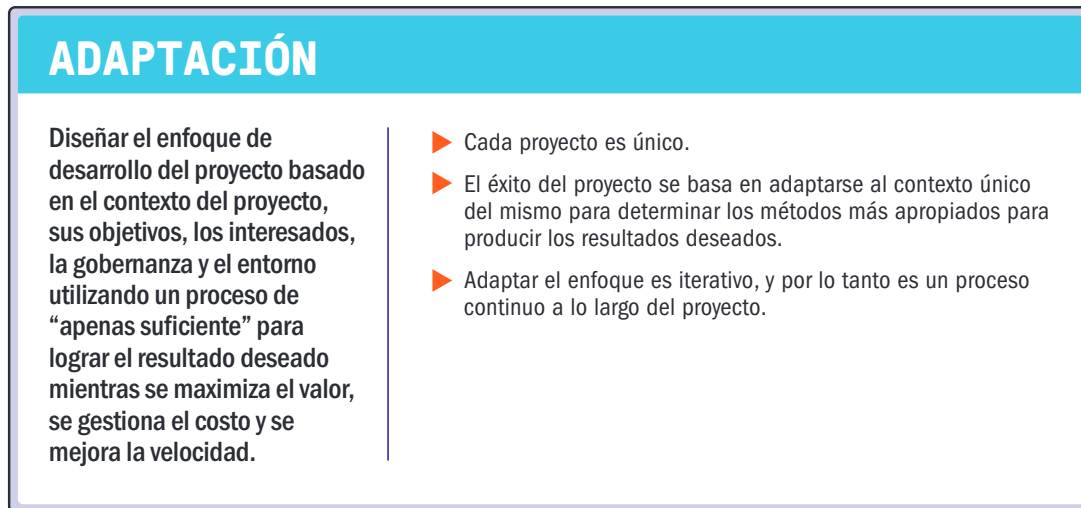 ADAPTACIÓN
Diseñar el enfoque de
desarrollo del proyecto basado
en el contexto del proyecto,
sus objetivos, los interesados,
la gobernanza y el entorno
utilizando un proceso de
“apenas suficiente” para
lograr el resultado deseado
mientras se maximiza el valor,
se gestiona el costo y se
mejora la velocidad.
Cada proyecto es único.
El éxito del proyecto se basa en adaptarse al contexto único
del mismo para determinar los métodos más apropiados para
producir los resultados deseados.
Adaptar el enfoque es iterativo, y por lo tanto es un proceso
continuo a lo largo del proyecto.